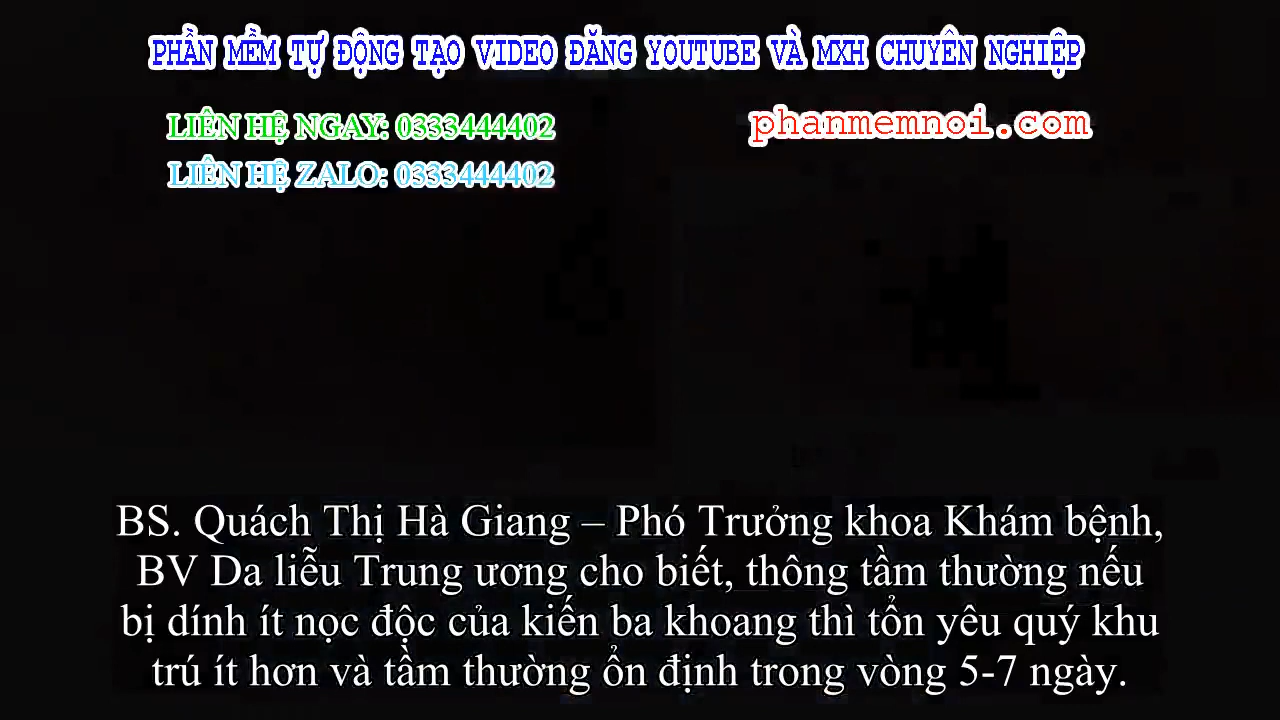 PHẦN MỀM TỰ ĐỘNG TẠO VIDEO ĐĂNG YOUTUBE VÀ MXH CHUYÊN NGHIỆP
LIÊN HỆ NGAY: 0333444402
phanmemnoi.com
LIÊN HỆ ZALO: 0333444402
BS. Quách Thị Hà Giang – Phó Trưởng khoa Khám bệnh,
BV Da liễu Trung ương cho biết, thông tầm thường nếu
bị dính ít nọc độc của kiến ba khoang thì tổn yêu quý khu
trú ít hơn và tầm thường ổn định trong vòng 5-7 ngày.